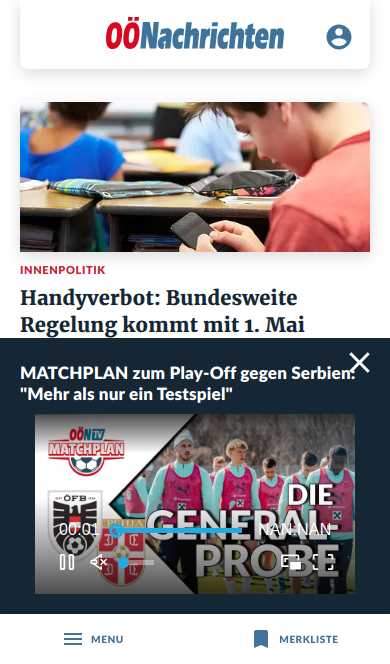 OÖNachrichten
INNENPOLITIK
Handyverbot: Bundesweite
Regelung kommt mit 1. Mai
MATCHPLAN zum Play-Off gegen Serbien:
"Mehr als nur ein Testspiel"
OÖN TV
MATCHPLAN
ÖFB
DIE
GENERAL-
PROBE
00:01
NAN:NAN
MENU
MERKLISTE